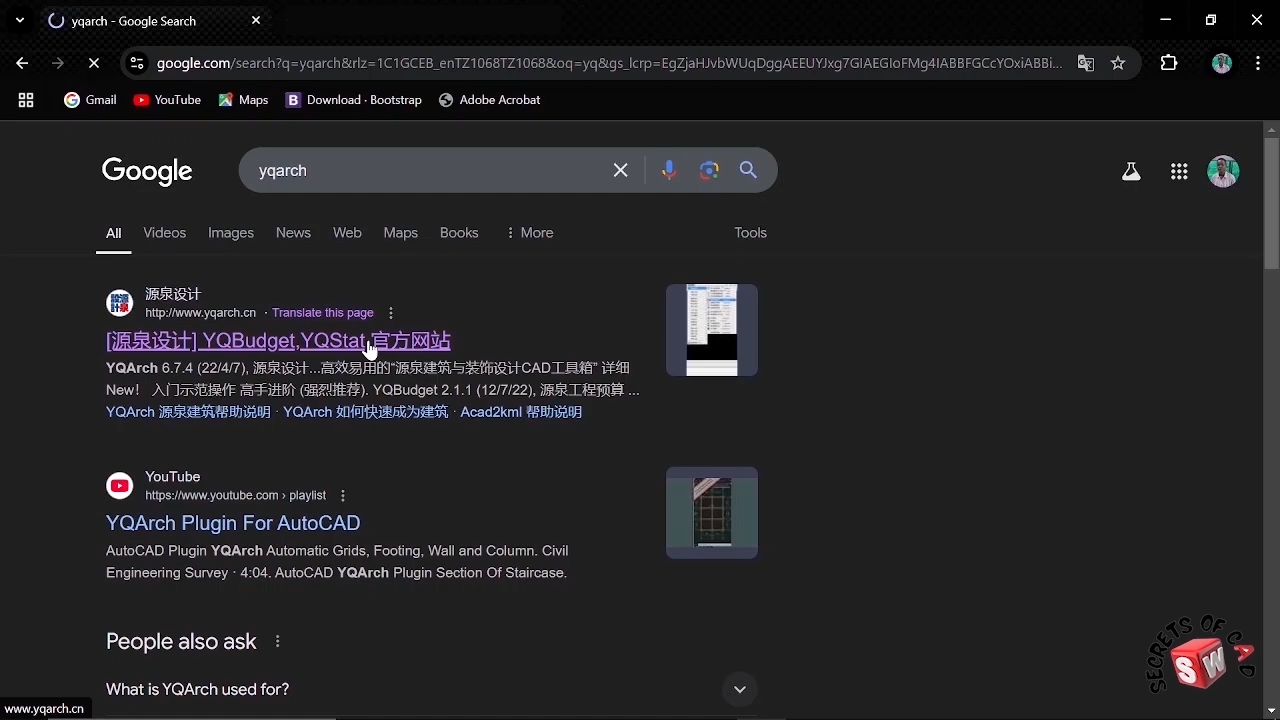 yqarch - Google Search
google.com/search?q=yqarch&rlz=1C1GCEB_enTZ1068TZ1068&oq=yq&gs_lcrp=EgZjaHJvbWUqDggAEEUYJxg7GIAEGIoFMg4IABBFGCcYOxiABBi...
Gmail YouTube Maps Download · Bootstrap Adobe Acrobat
Google yqarch
All Videos Images News Web Maps Books More Tools
源泉设计
http://www.yqarch.cn · Translate this page
[源泉设计] YQBudget,YQStat,官方网站
YQArch 6.7.4 (22/4/7), 源泉设计...高效易用的“源泉建筑与装饰设计CAD工具箱” 详细
New! 入门示范操作 高手进阶 (强烈推荐). YQBudget 2.1.1 (12/7/22), 源泉工程预算 ...
YQArch 源泉建筑帮助说明 · YQArch 如何快速成为建筑 · Acad2kml 帮助说明
YouTube
https://www.youtube.com › playlist
YQArch Plugin For AutoCAD
AutoCAD Plugin YQArch Automatic Grids, Footing, Wall and Column. Civil
Engineering Survey · 4:04. AutoCAD YQArch Plugin Section Of Staircase.
People also ask
What is YQArch used for?
www.yqarch.cn
SECRETS OF CAD
SW